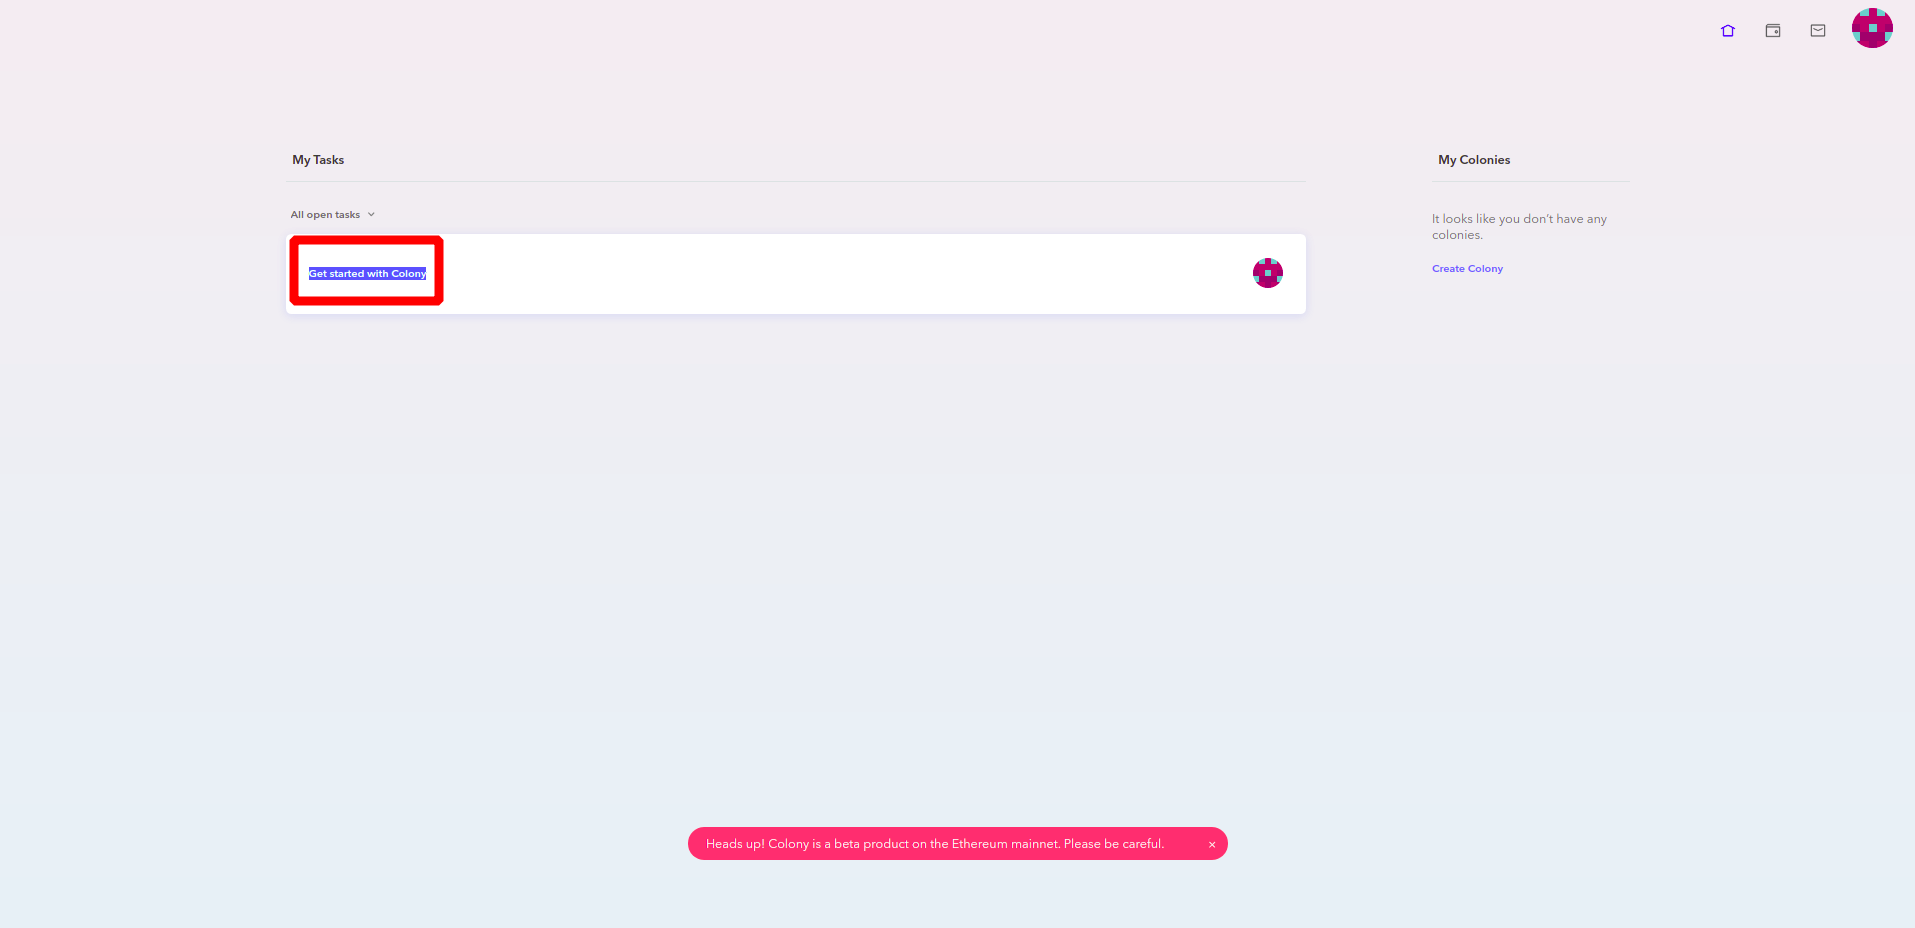 My Tasks
My Colonies
All open tasks
It looks like you don't have any
colonies.
Get started with Colony
Create Colony
Heads up! Colony is a beta product on the Ethereum mainnet. Please be careful.